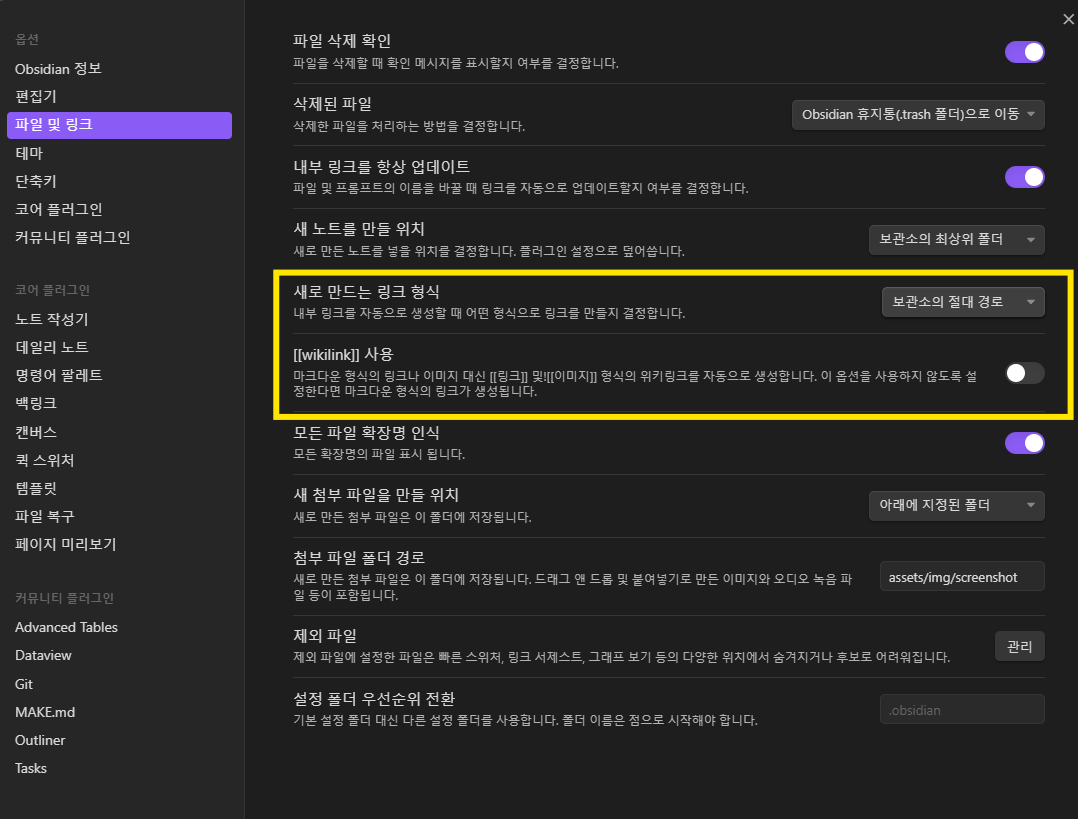 옵션
Obsidian 정보
편집기
파일 및 링크
테마
단축키
코어 플러그인
커뮤니티 플러그인
코어 플러그인
노트 작성기
데일리 노트
명령어 팔레트
백링크
캔버스
퀵 스위처
템플릿
파일 복구
페이지 미리보기
커뮤니티 플러그인
Advanced Tables
Dataview
Git
MAKE.md
Outliner
Tasks
파일 삭제 확인
파일을 삭제할 때 확인 메시지를 표시할지 여부를 결정합니다.
삭제된 파일
삭제한 파일을 처리하는 방법을 결정합니다.
Obsidian 휴지통(.trash 폴더)으로 이동
내부 링크를 항상 업데이트
파일 및 프롬프트의 이름을 바꿀 때 링크를 자동으로 업데이트할지 여부를 결정합니다.
새 노트를 만들 위치
새로 만든 노트를 넣을 위치를 결정합니다. 플러그인 설정으로 덮어씁니다.
보관소의 최상위 폴더
새로 만드는 링크 형식
내부 링크를 자동으로 생성할 때 어떤 형식으로 링크를 만들지 결정합니다.
보관소의 절대 경로
[[wikilink]] 사용
마크다운 형식의 링크나 이미지 대신 [[링크]] 및![[이미지]] 형식의 위키링크를 자동으로 생성합니다. 이 옵션을 사용하지 않도록 설
정한다면 마크다운 형식의 링크가 생성됩니다.
모든 파일 확장명 인식
모든 확장명의 파일 표시 됩니다.
새 첨부 파일을 만들 위치
새로 만든 첨부 파일은 이 폴더에 저장됩니다.
아래에 지정된 폴더
첨부 파일 폴더 경로
새로 만든 첨부 파일은 이 폴더에 저장됩니다. 드래그 앤 드롭 및 붙여넣기로 만든 이미지와 오디오 녹음 파
일 등이 포함됩니다.
assets/img/screenshot
제외 파일
제외 파일에 설정한 파일은 빠른 스위처, 링크 서제스트, 그래프 보기 등의 다양한 위치에서 숨겨지거나 후보로 어려워집니다.
관리
설정 폴더 우선순위 전환
기본 설정 폴더 대신 다른 설정 폴더를 사용합니다. 폴더 이름은 점으로 시작해야 합니다.
.obsidian